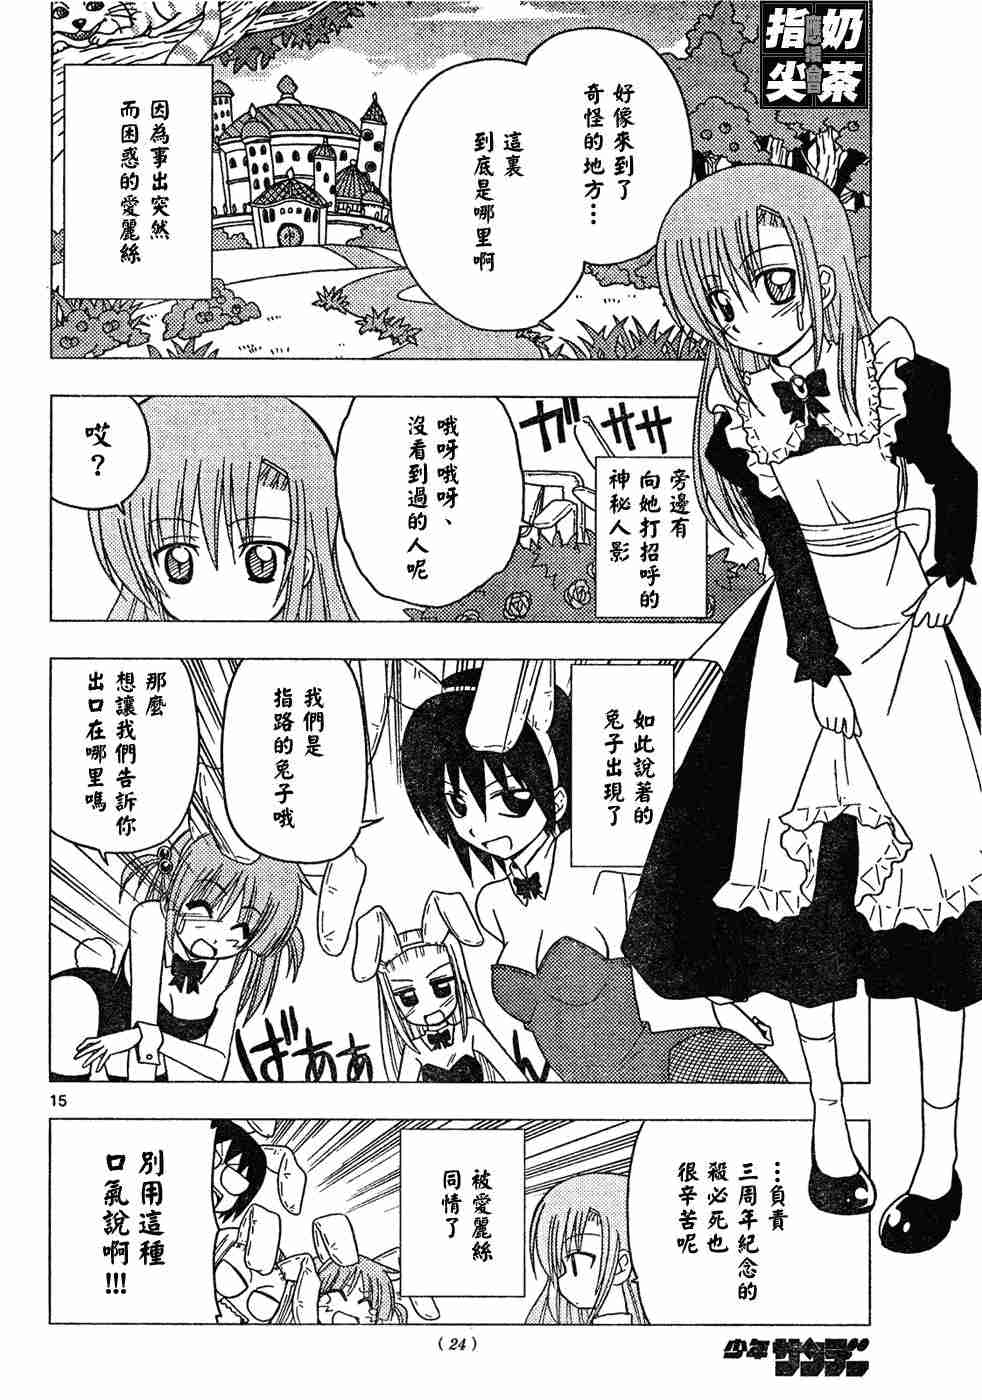 指尖
奶茶
好像來到了
奇怪的地方…
這裏
到底是哪里啊
因為事出突然
而困惑的愛麗絲
ガササササ
旁邊有
向她打招呼的
神秘人影
哦呀哦呀、
沒看到過的人呢
哎？
如此說著的
兔子出現了
我們是
指路的兔子哦
那麼
想讓我們告訴你
出口在哪里嗎
ばぁぁぁん
15
…負責
三周年紀念的
殺必死也
很辛苦呢
被愛麗絲
同情了
別用這種
口氣說啊!!!
(24)
少年サンデー